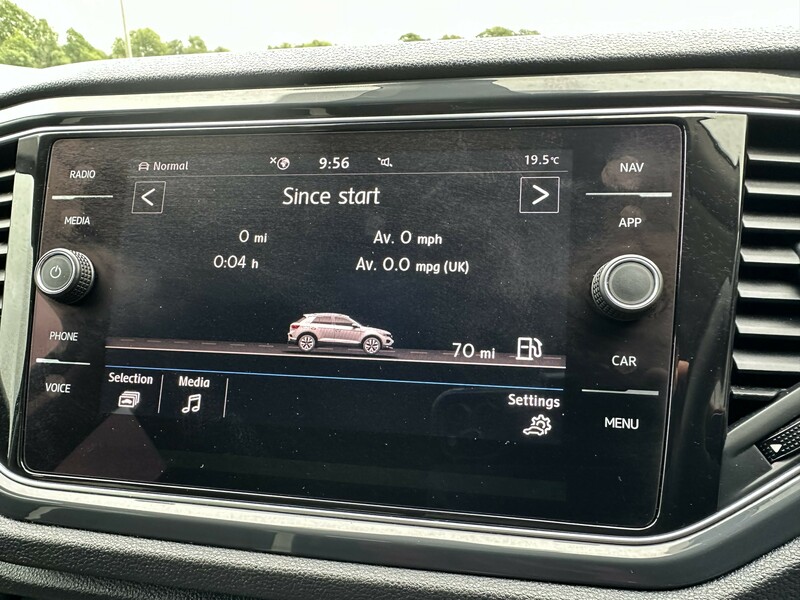 RADIO
MEDIA
PHONE
VOICE
Normal
9:56
19.5°C
Since start
0 mi
Av. 0 mph
0:04 h
Av. 0.0 mpg (UK)
70 mi
Selection
Media
Settings
NAV
APP
CAR
MENU